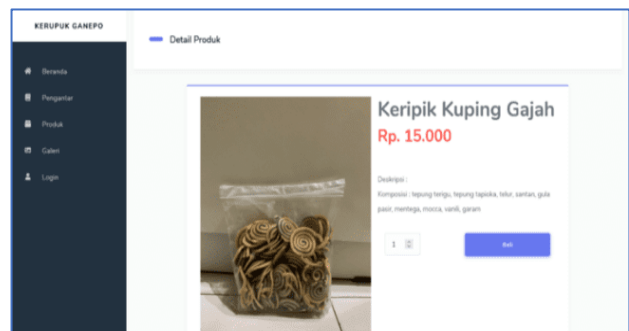 KERUPUK GANEPO
Detail Produk
Beranda
Pengantar
Produk
Galeri
Login
Keripik Kuping Gajah
Rp. 15.000
Deskripsi :
Komposisi : tepung terigu, tepung tapioka, telur, santan, gula
pasir, mentega, mocca, vanili, garam
1
Beli